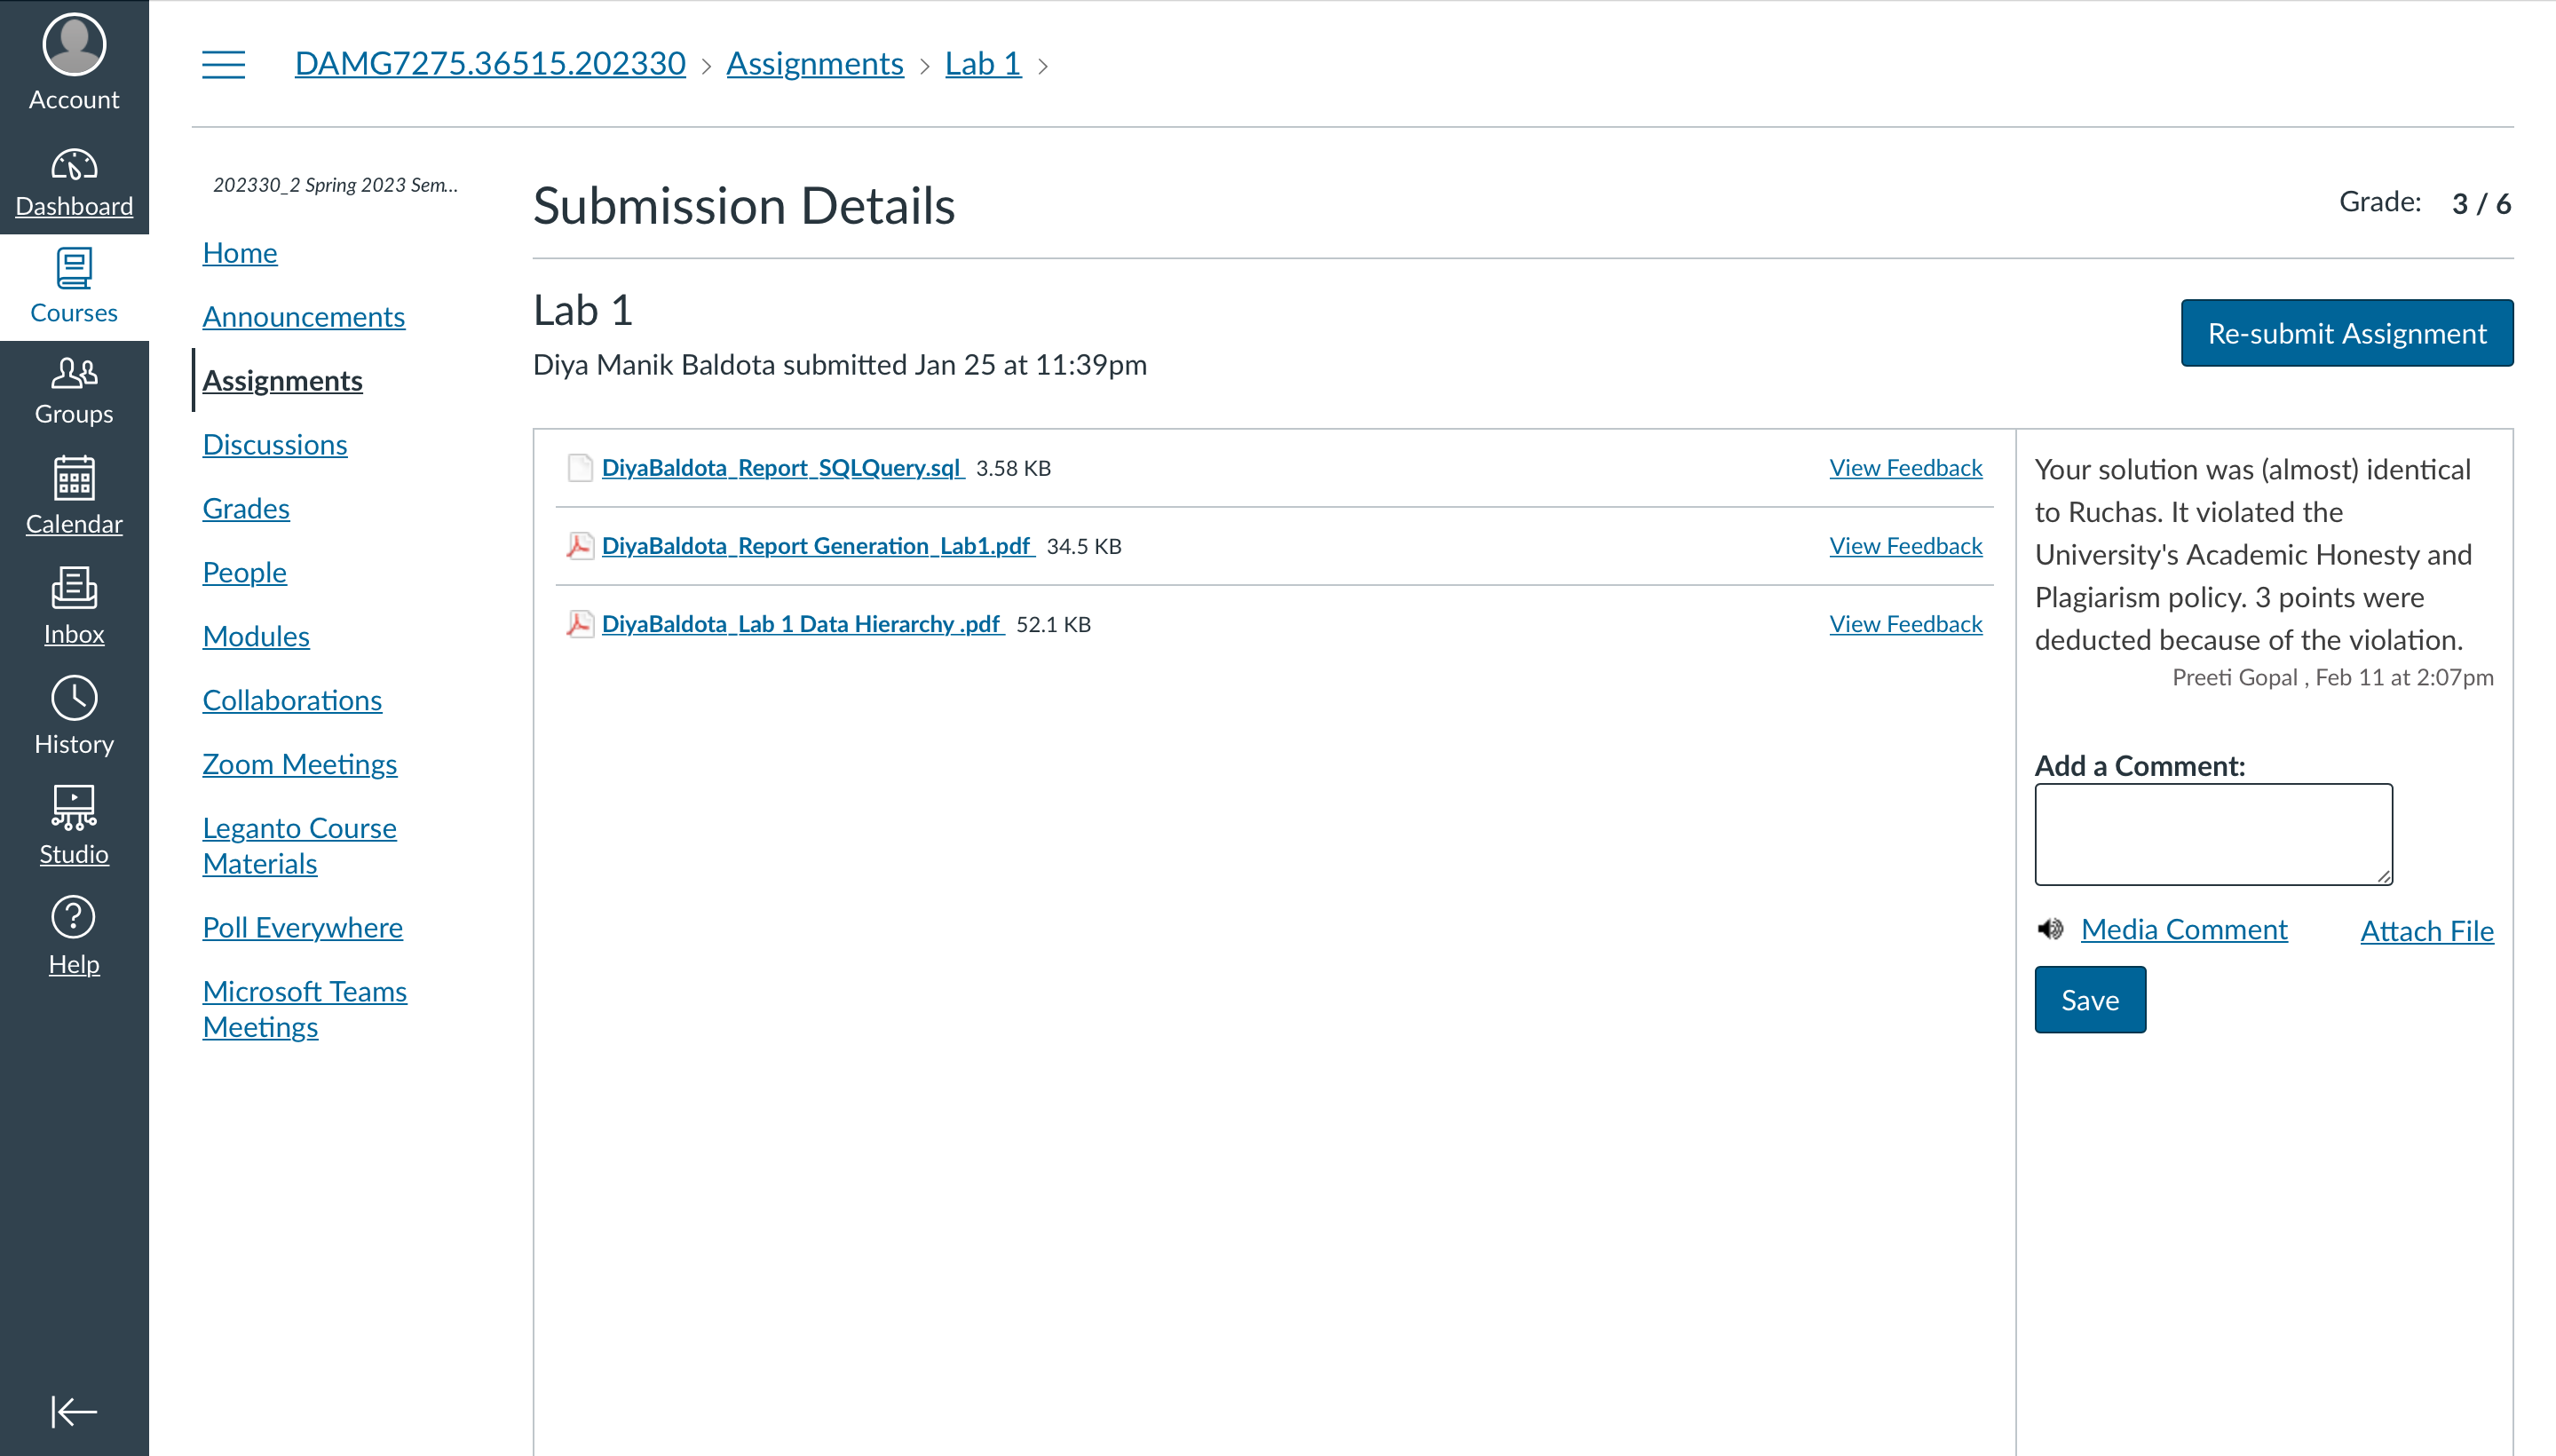 Account
Dashboard
Courses
Groups
Calendar
Inbox
History
Studio
Help
DAMG7275.36515.202330 > Assignments > Lab 1 >
202330_2 Spring 2023 Sem...
Home
Announcements
Assignments
Discussions
Grades
People
Modules
Collaborations
Zoom Meetings
Leganto Course
Materials
Poll Everywhere
Microsoft Teams
Meetings
Submission Details
Grade: 3 / 6
Lab 1
Diya Manik Baldota submitted Jan 25 at 11:39pm
Re-submit Assignment
DiyaBaldota_Report_SQLQuery.sql 3.58 KB View Feedback
DiyaBaldota_Report Generation_Lab1.pdf 34.5 KB View Feedback
DiyaBaldota_Lab 1 Data Hierarchy .pdf 52.1 KB View Feedback
Your solution was (almost) identical
to Ruchas. It violated the
University's Academic Honesty and
Plagiarism policy. 3 points were
deducted because of the violation.
Preeti Gopal , Feb 11 at 2:07pm
Add a Comment:
Media Comment Attach File
Save